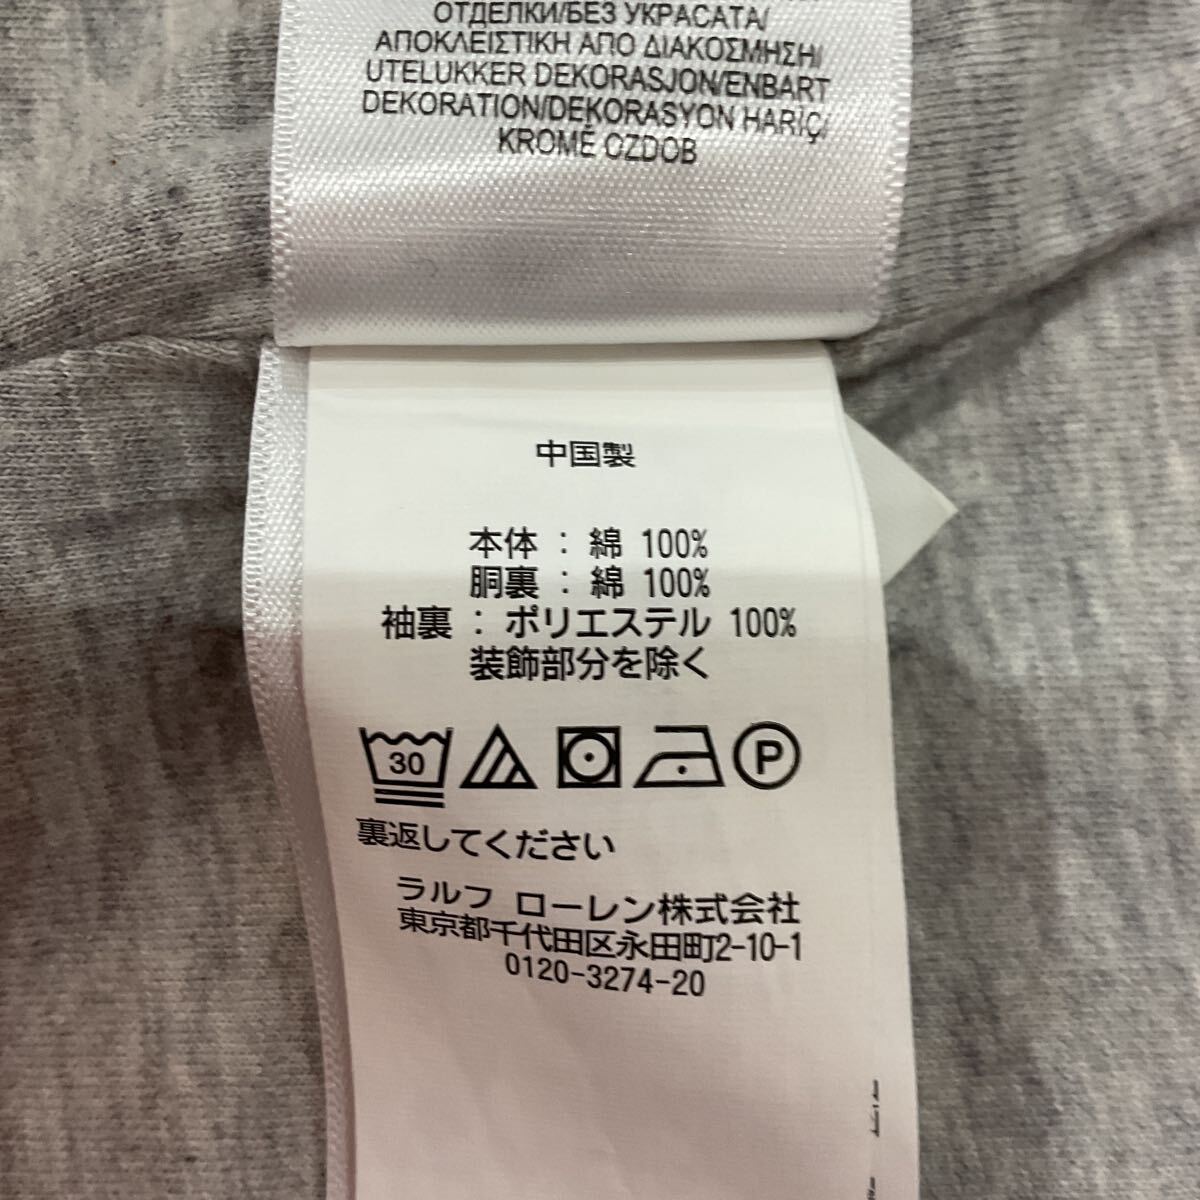 ОТДЕЛКИ/БЕЗ УКРАСАТА/
ΑΠΟΚΛΕΙΣΤΙΚΗ ΑΠΟ ΔΙΑΚΟΣΜΗΣΗ/
UTELUKKER DEKORASJON/ENBART
DEKORATION/DEKORASYON HARİÇ/
KROMĚ OZDOB
中国製
本体 : 綿 100%
胴裏 : 綿 100%
袖裏 : ポリエステル 100%
装飾部分を除く
30
P
裏返してください
ラルフ ローレン株式会社
東京都千代田区永田町2-10-1
0120-3274-20